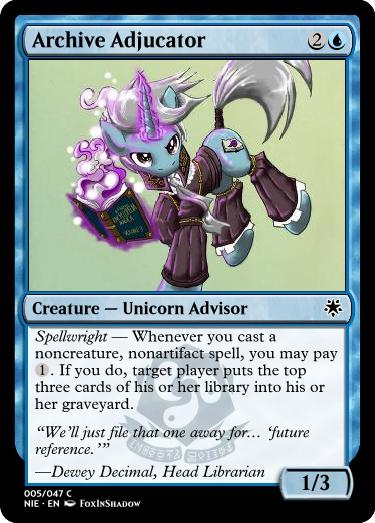 Archive Adjucator 2
Creature — Unicorn Advisor
Spellwright — Whenever you cast a
noncreature, nonartifact spell, you may pay
1. If you do, target player puts the top
three cards of his or her library into his or
her graveyard.
“We’ll just file that one away for… ‘future
reference.’”
—Dewey Decimal, Head Librarian
1/3
005/047 C
NIE • EN FoxInShadow